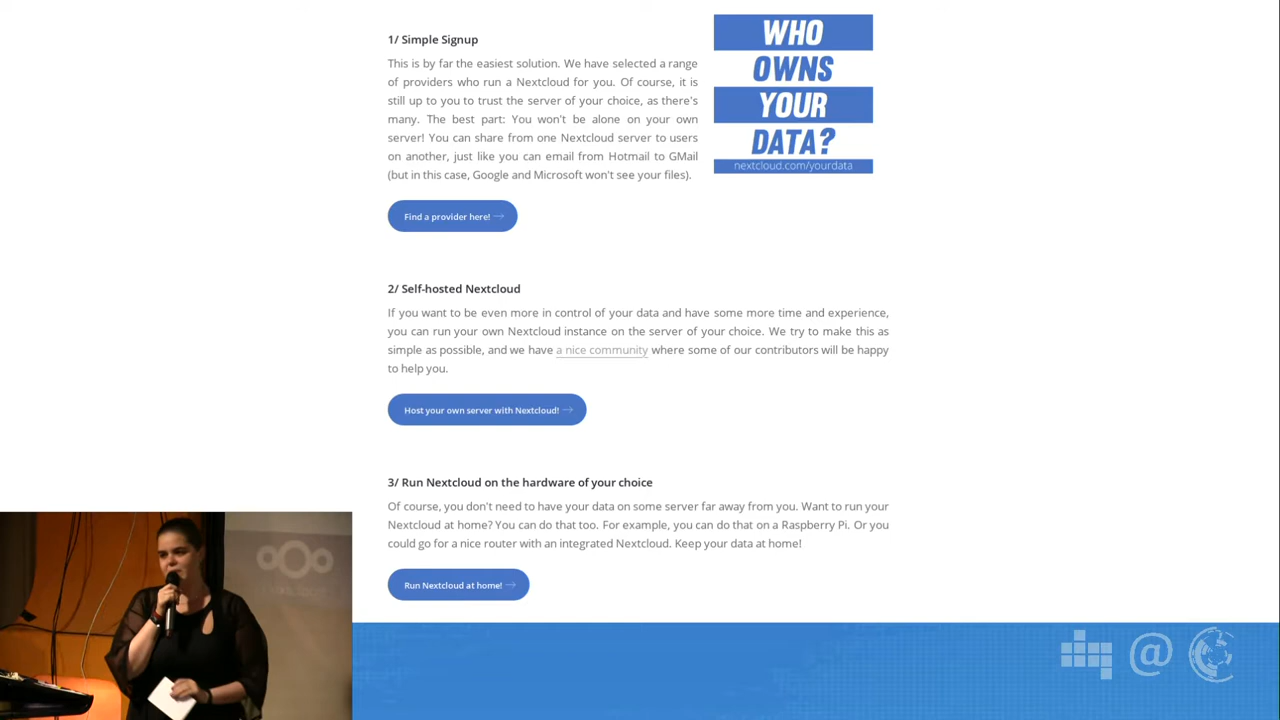 1/ Simple Signup
This is by far the easiest solution. We have selected a range
of providers who run a Nextcloud for you. Of course, it is
still up to you to trust the server of your choice, as there's
many. The best part: You won't be alone on your own
server! You can share from one Nextcloud server to users
on another, just like you can email from Hotmail to GMail
(but in this case, Google and Microsoft won't see your files).
WHO
OWNS
YOUR
DATA?
nextcloud.com/yourdata
Find a provider here!
2/ Self-hosted Nextcloud
If you want to be even more in control of your data and have some more time and experience,
you can run your own Nextcloud instance on the server of your choice. We try to make this as
simple as possible, and we have a nice community where some of our contributors will be happy
to help you.
Host your own server with Nextcloud!
3/ Run Nextcloud on the hardware of your choice
Of course, you don't need to have your data on some server far away from you. Want to run your
Nextcloud at home? You can do that too. For example, you can do that on a Raspberry Pi. Or you
could go for a nice router with an integrated Nextcloud. Keep your data at home!
Run Nextcloud at home!
@